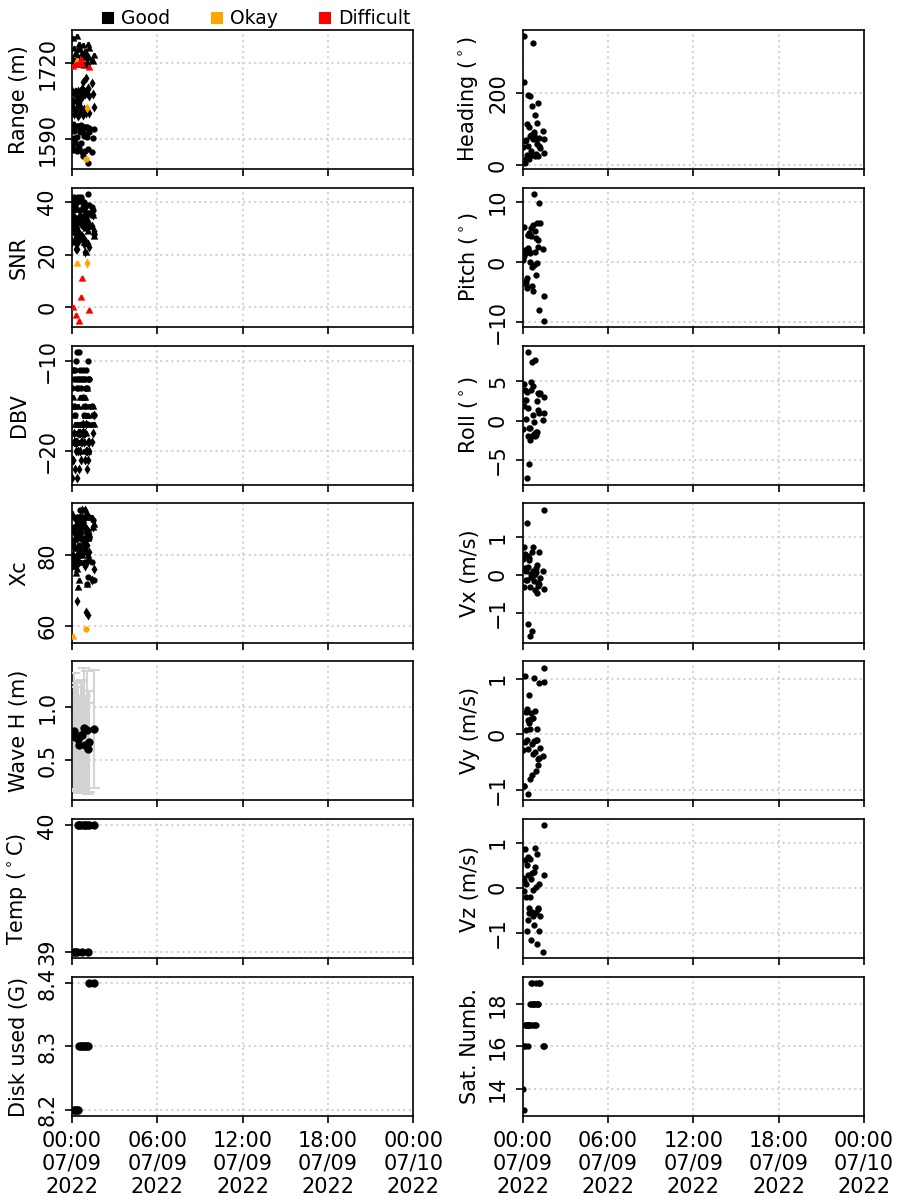 Good Okay Difficult
Range (m)
1720
1590
Heading (°)
200
0
SNR
40
20
0
Pitch (°)
10
0
−10
DBV
−10
−20
Roll (°)
5
0
−5
Xc
80
60
Vx (m/s)
1
0
−1
Wave H (m)
1.0
0.5
Vy (m/s)
1
0
−1
Temp (°C)
40
39
Vz (m/s)
1
0
−1
Disk used (G)
8.4
8.3
8.2
Sat. Numb.
18
16
14
00:00 06:00 12:00 18:00 00:00
07/09 07/09 07/09 07/09 07/10
2022 2022 2022 2022 2022
00:00 06:00 12:00 18:00 00:00
07/09 07/09 07/09 07/09 07/10
2022 2022 2022 2022 2022